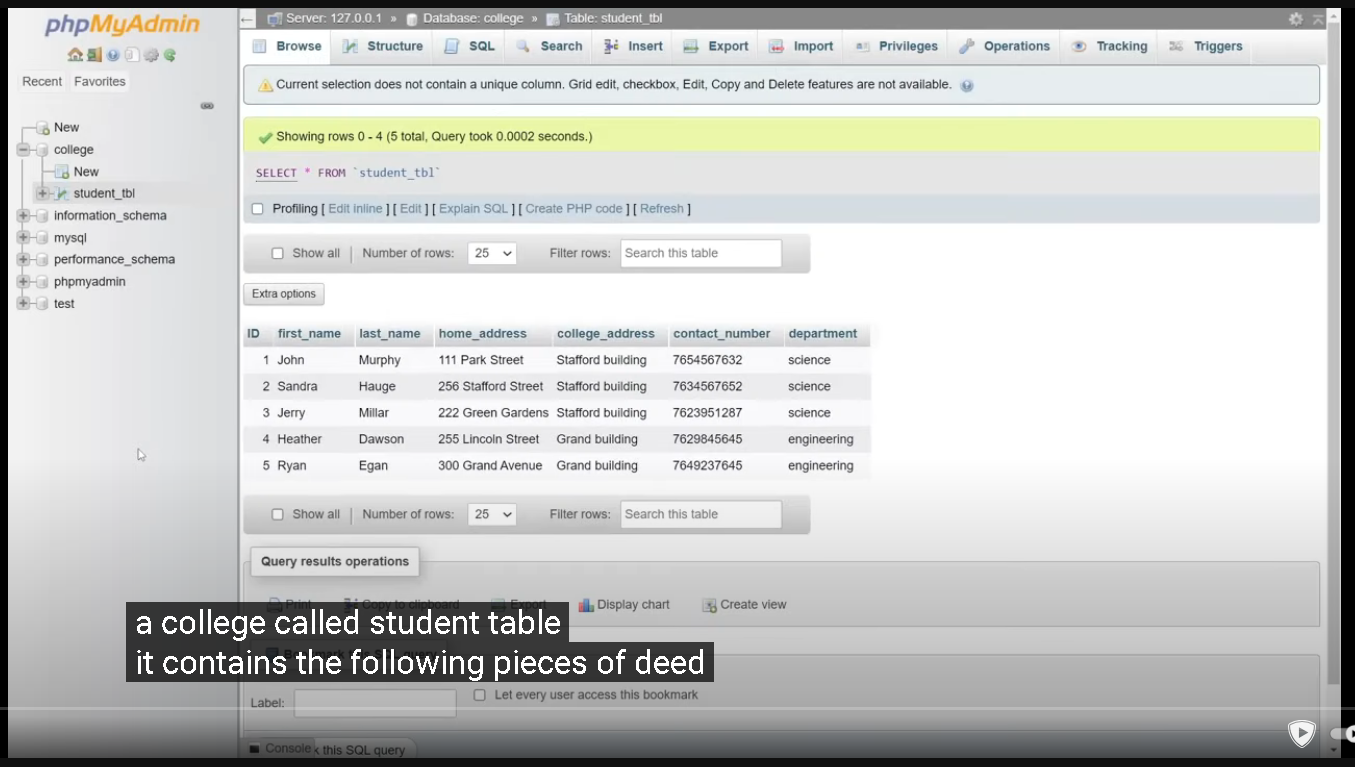 phpMyAdmin
Recent Favorites
New
college
New
student_tbl
information_schema
mysql
performance_schema
phpmyadmin
test
Server: 127.0.0.1 » Database: college » Table: student_tbl
Browse Structure SQL Search Insert Export Import Privileges Operations Tracking Triggers
Current selection does not contain a unique column. Grid edit, checkbox, Edit, Copy and Delete features are not available.
Showing rows 0 - 4 (5 total, Query took 0.0002 seconds.)
SELECT * FROM `student_tbl`
Profiling [ Edit inline ] [ Edit ] [ Explain SQL ] [ Create PHP code ] [ Refresh ]
Show all | Number of rows: 25 Filter rows: Search this table
Extra options
ID first_name last_name home_address college_address contact_number department
1 John Murphy 111 Park Street Stafford building 7654567632 science
2 Sandra Hauge 256 Stafford Street Stafford building 7634567652 science
3 Jerry Millar 222 Green Gardens Stafford building 7623951287 science
4 Heather Dawson 255 Lincoln Street Grand building 7629845645 engineering
5 Ryan Egan 300 Grand Avenue Grand building 7649237645 engineering
Show all | Number of rows: 25 Filter rows: Search this table
Query results operations
Print Copy to clipboard Export Display chart Create view
a college called student table
it contains the following pieces of deed
Label: Let every user access this bookmark
Console k this SQL query